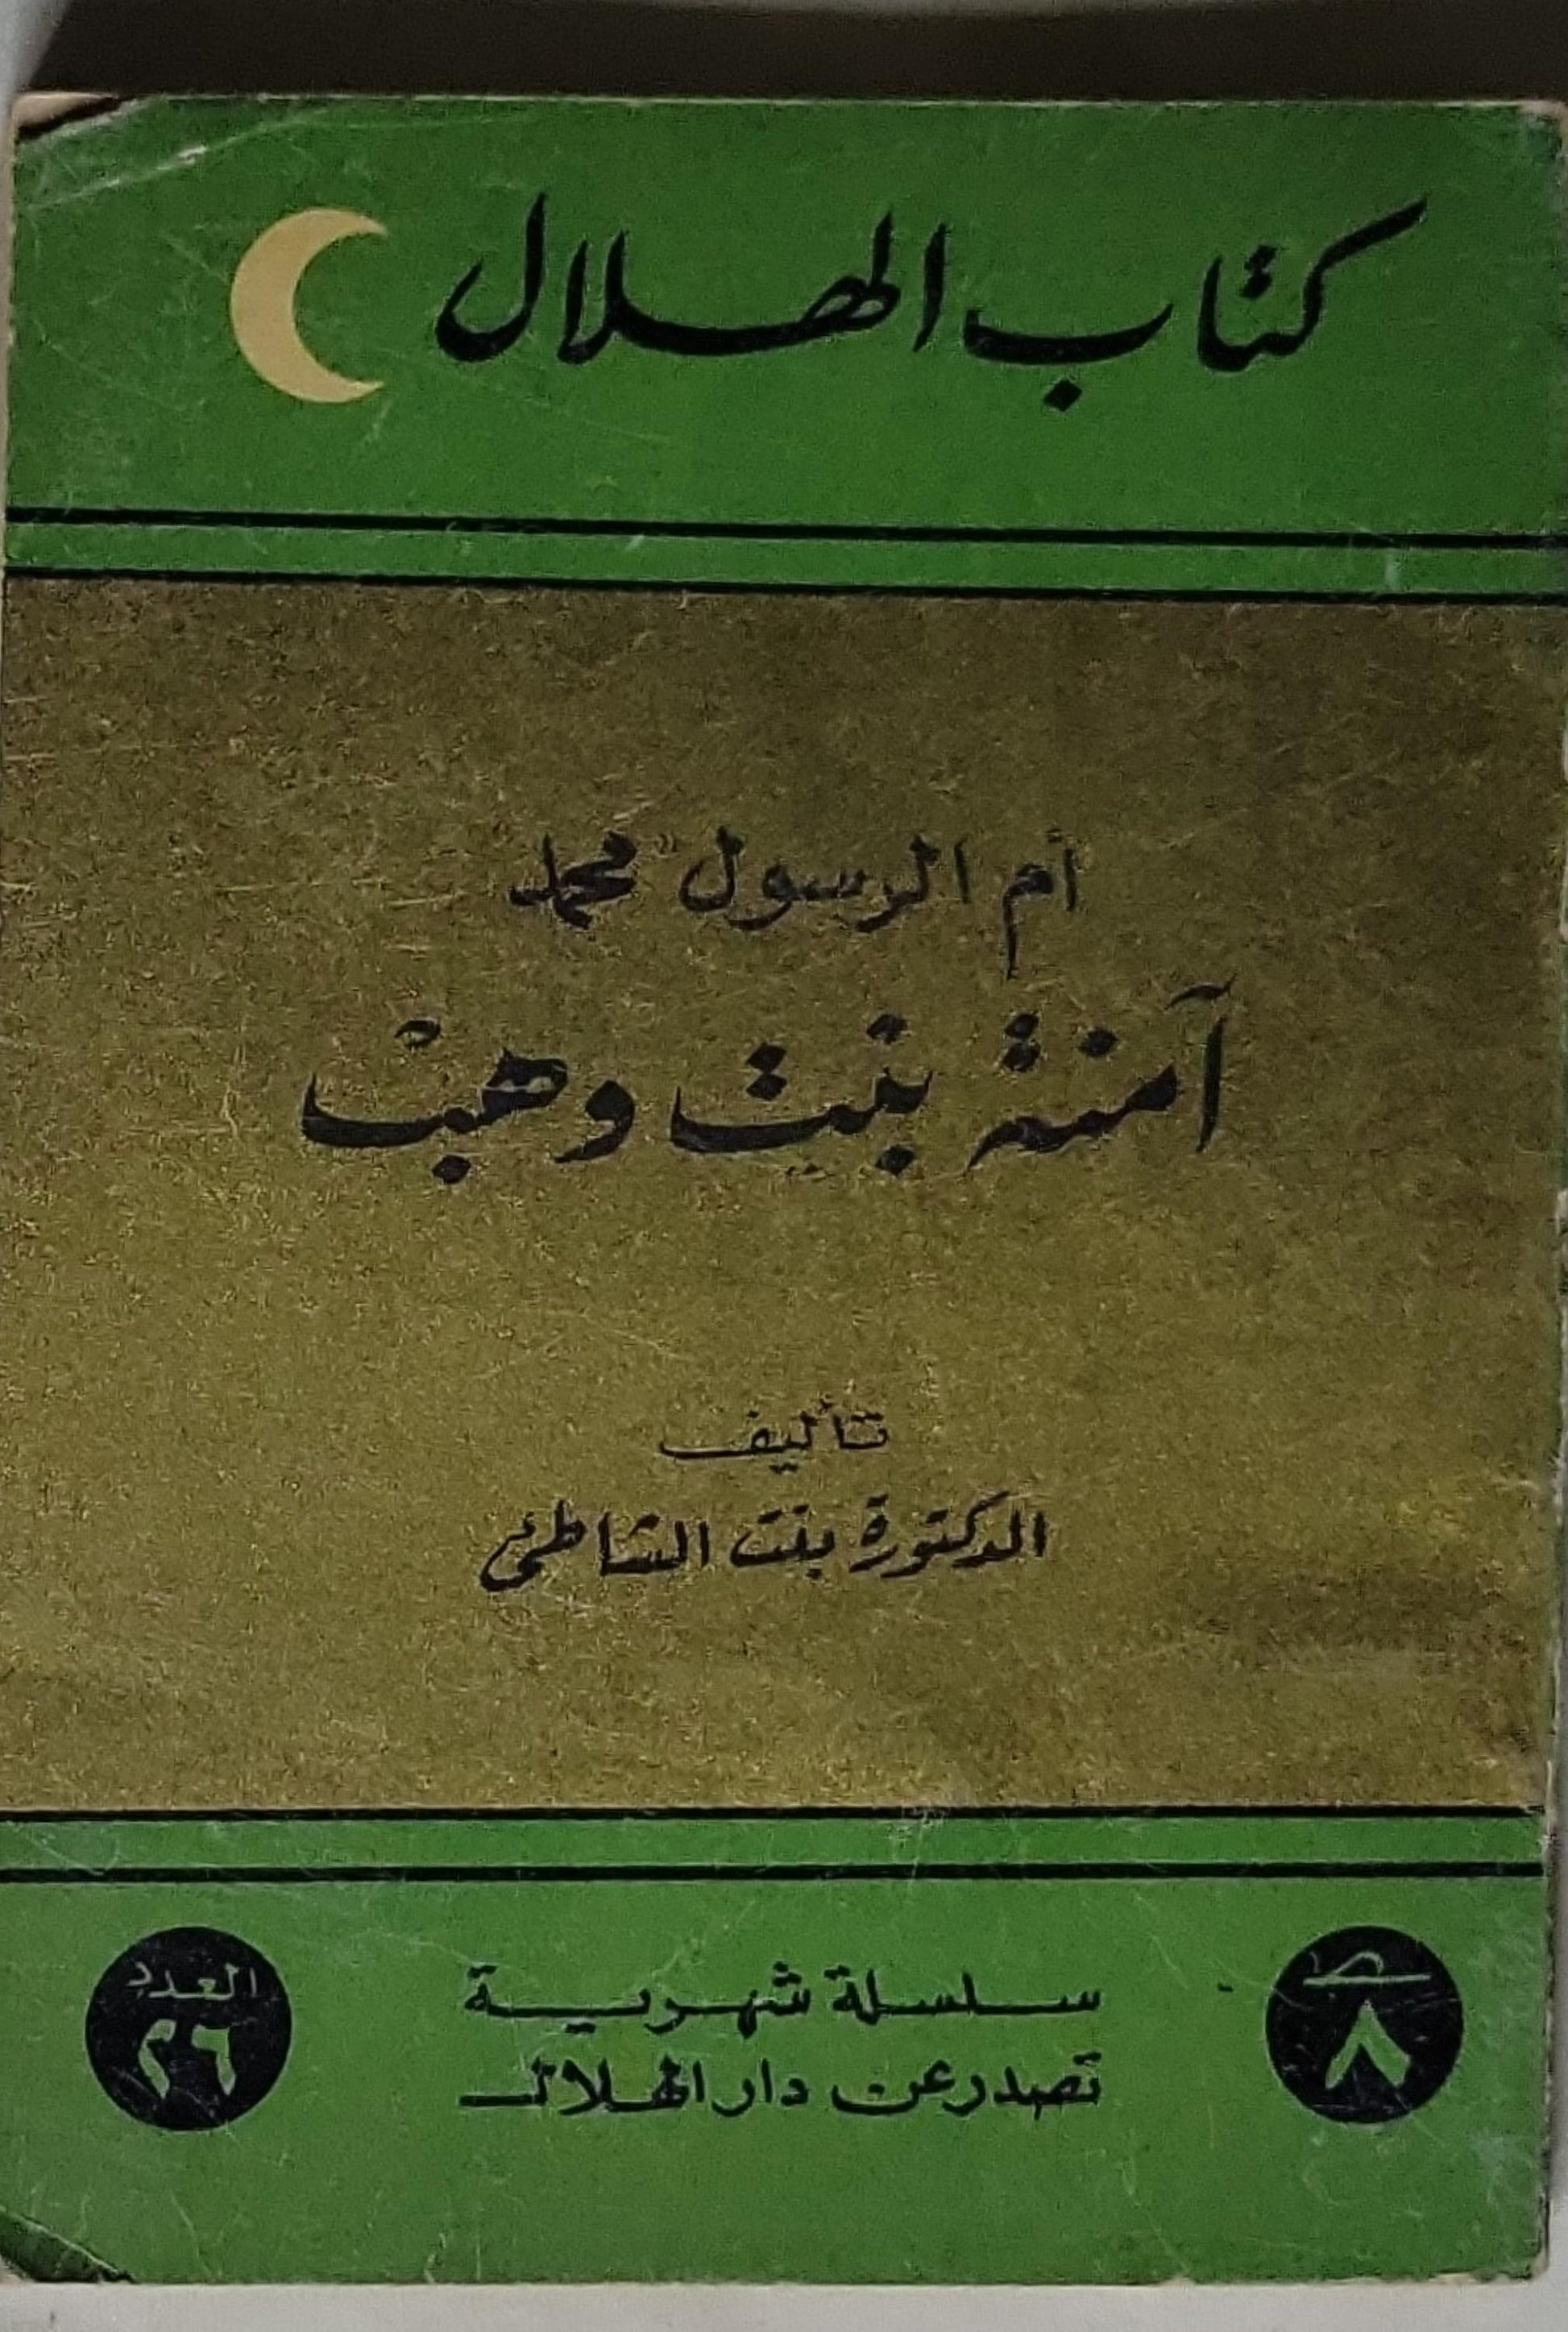 كتاب الهلال
أم الرسول محمد
آمنة بنت وهب
تأليف
الدكتورة بنت الشاطئ
سلسلة شهرية
تصدر عن دار الهلال
العدد
٢٦
٨